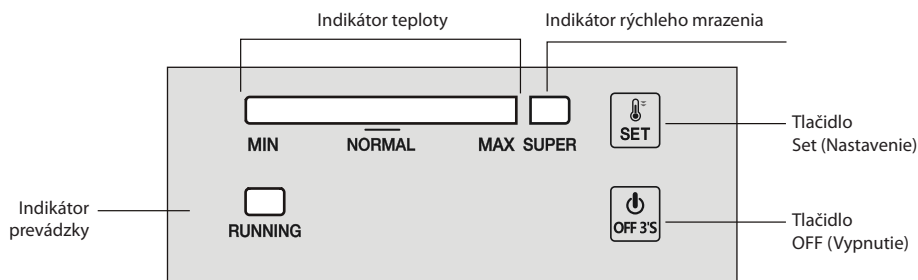 Indikátor teploty
Indikátor rýchleho mrazenia
MIN
NORMAL
MAX
SUPER
SET
Tlačidlo
Set (Nastavenie)
Indikátor
prevádzky
RUNNING
OFF 3'S
Tlačidlo
OFF (Vypnutie)